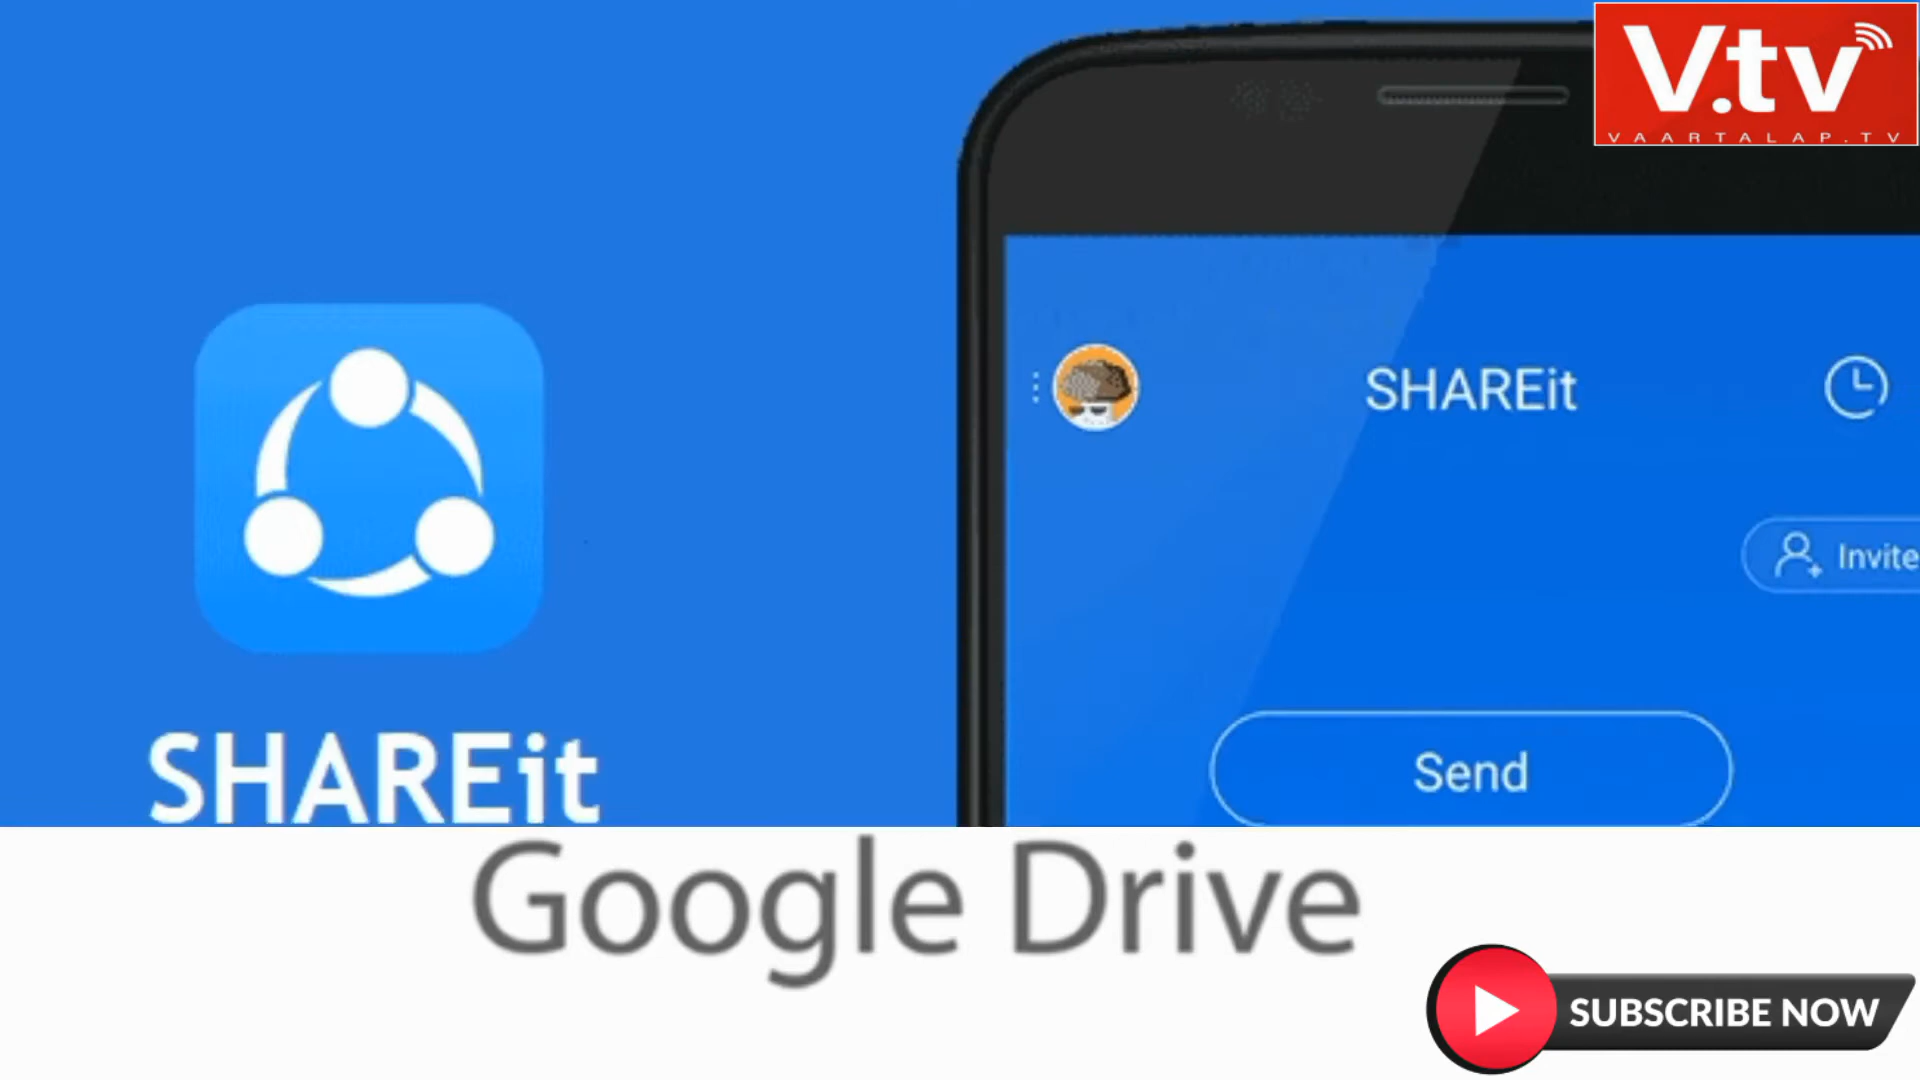 V.tv
VAARTALAP.TV
SHAREit
Invite
Send
SHAREit
Google Drive
SUBSCRIBE NOW